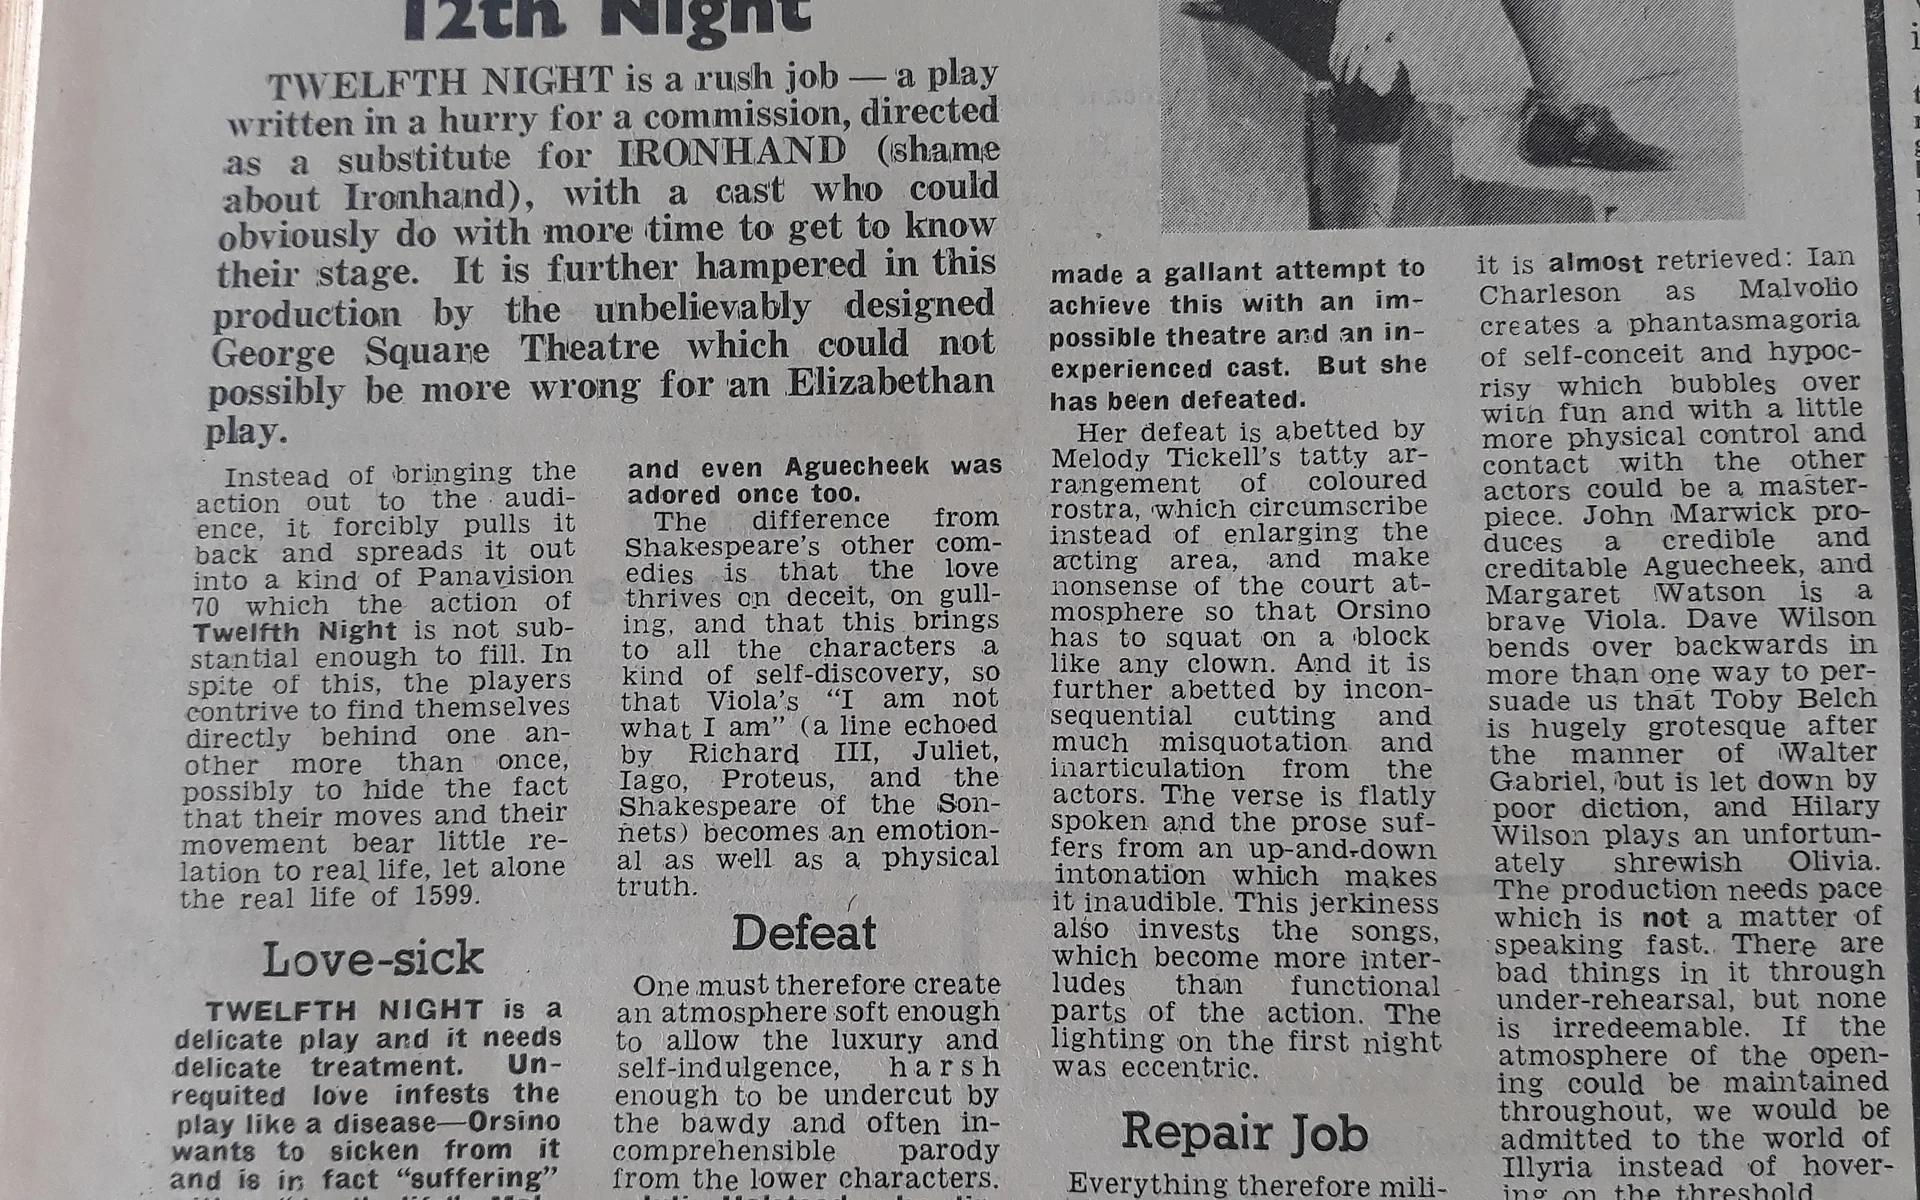 12th Night
TWELFTH NIGHT is a rush job — a play
written in a hurry for a commission, directed
as a substitute for IRONHAND (shame
about Ironhand), with a cast who could
obviously do with more time to get to know
their stage. It is further hampered in this
production by the unbelievably designed
George Square Theatre which could not
possibly be more wrong for an Elizabethan
play.
Instead of bringing the
action out to the audi-
ence, it forcibly pulls it
back and spreads it out
into a kind of Panavision
70 which the action of
Twelfth Night is not sub-
stantial enough to fill. In
spite of this, the players
contrive to find themselves
directly behind one an-
other more than once,
possibly to hide the fact
that their moves and their
movement bear little re-
lation to real life, let alone
the real life of 1599.
Love-sick
TWELFTH NIGHT is a
delicate play and it needs
delicate treatment. Un-
requited love infests the
play like a disease—Orsino
wants to sicken from it
and is in fact “suffering”
and even Aguecheek was
adored once too.
The difference from
Shakespeare's other com-
edies is that the love
thrives on deceit, on gull-
ing, and that this brings
to all the characters a
kind of self-discovery, so
that Viola's “I am not
what I am” (a line echoed
by Richard III, Juliet,
Iago, Proteus, and the
Shakespeare of the Son-
nets) becomes an emotion-
al as well as a physical
truth.
Defeat
One must therefore create
an atmosphere soft enough
to allow the luxury and
self-indulgence, harsh
enough to be undercut by
the bawdy and often in-
comprehensible parody
from the lower characters.
made a gallant attempt to
achieve this with an im-
possible theatre and an in-
experienced cast. But she
has been defeated.
Her defeat is abetted by
Melody Tickell's tatty ar-
rangement of coloured
rostra, which circumscribe
instead of enlarging the
acting area, and make
nonsense of the court at-
mosphere so that Orsino
has to squat on a block
like any clown. And it is
further abetted by incon-
sequential cutting and
much misquotation and
inarticulation from the
actors. The verse is flatly
spoken and the prose suf-
fers from an up-and-down
intonation which makes
it inaudible. This jerkiness
also invests the songs,
which become more inter-
ludes than functional
parts of the action. The
lighting on the first night
was eccentric.
Repair Job
Everything therefore mili-
it is almost retrieved: Ian
Charleson as Malvolio
creates a phantasmagoria
of self-conceit and hypoc-
risy which bubbles over
with fun and with a little
more physical control and
contact with the other
actors could be a master-
piece. John Marwick pro-
duces a credible and
creditable Aguecheek, and
Margaret Watson is a
brave Viola. Dave Wilson
bends over backwards in
more than one way to per-
suade us that Toby Belch
is hugely grotesque after
the manner of Walter
Gabriel, but is let down by
poor diction, and Hilary
Wilson plays an unfortun-
ately shrewish Olivia.
The production needs pace
which is not a matter of
speaking fast. There are
bad things in it through
under-rehearsal, but none
is irredeemable. If the
atmosphere of the open-
ing could be maintained
throughout, we would be
admitted to the world of
Illyria instead of hover-
ing on the threshold